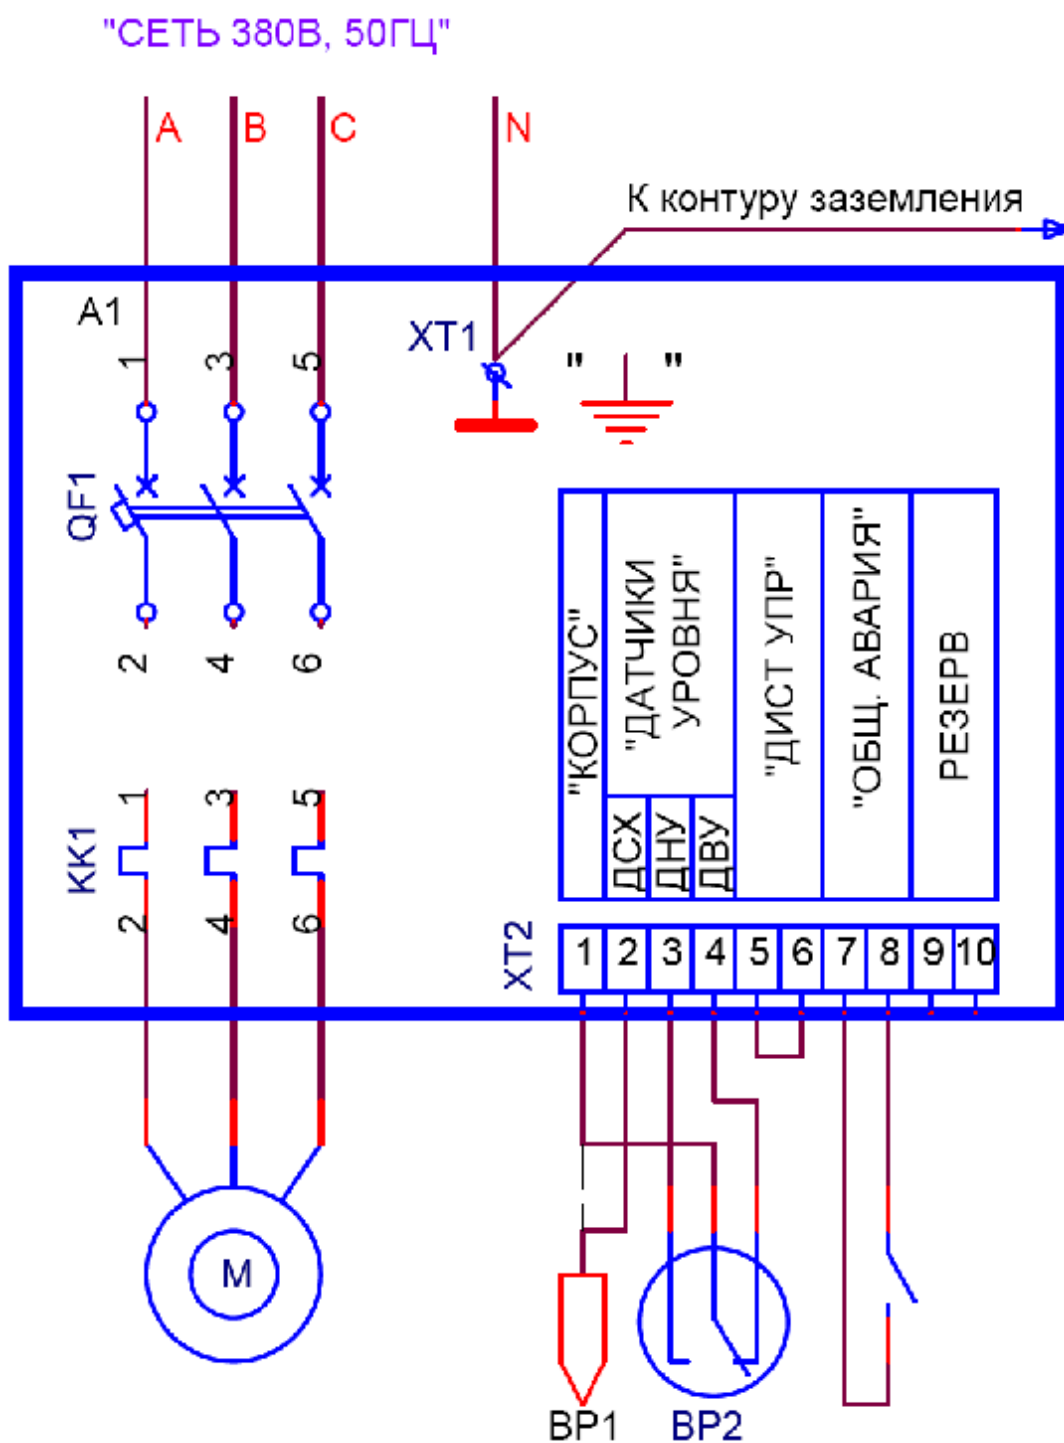 "СЕТЬ 380В, 50ГЦ"
A B C N
К контуру заземления
A1
XT1
" "
1 3 5
QF1
2 4 6
"КОРПУС"
"ДАТЧИКИ
УРОВНЯ"
"ДИСТ УПР"
"ОБЩ. АВАРИЯ"
РЕЗЕРВ
ДСХ
ДНУ
ДВУ
1 3 5
KK1
2 4 6
XT2
1 2 3 4 5 6 7 8 9 10
M
BP1
BP2